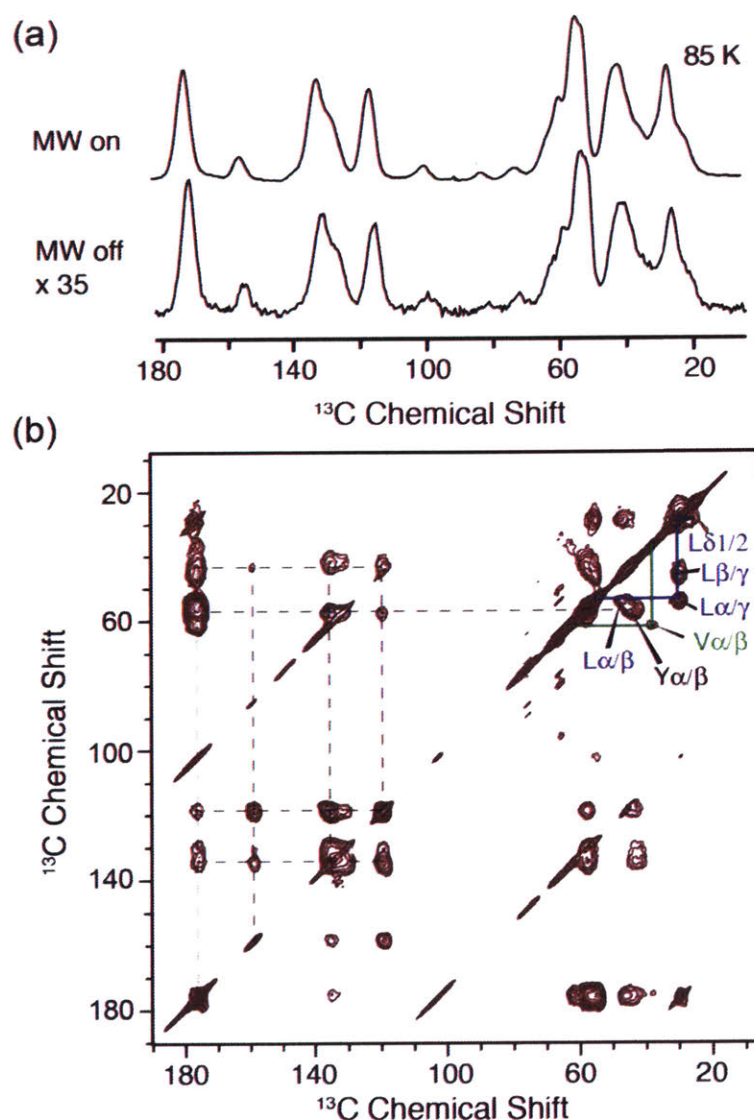 (a)
85 K
MW on
MW off
x 35
180 140 100 60 20
¹³C Chemical Shift
(b)
20
60
100
140
180
¹³C Chemical Shift
Lδ1/2
Lβ/γ
Lα/γ
Vα/β
Lα/β
Yα/β
180 140 100 60 20
¹³C Chemical Shift